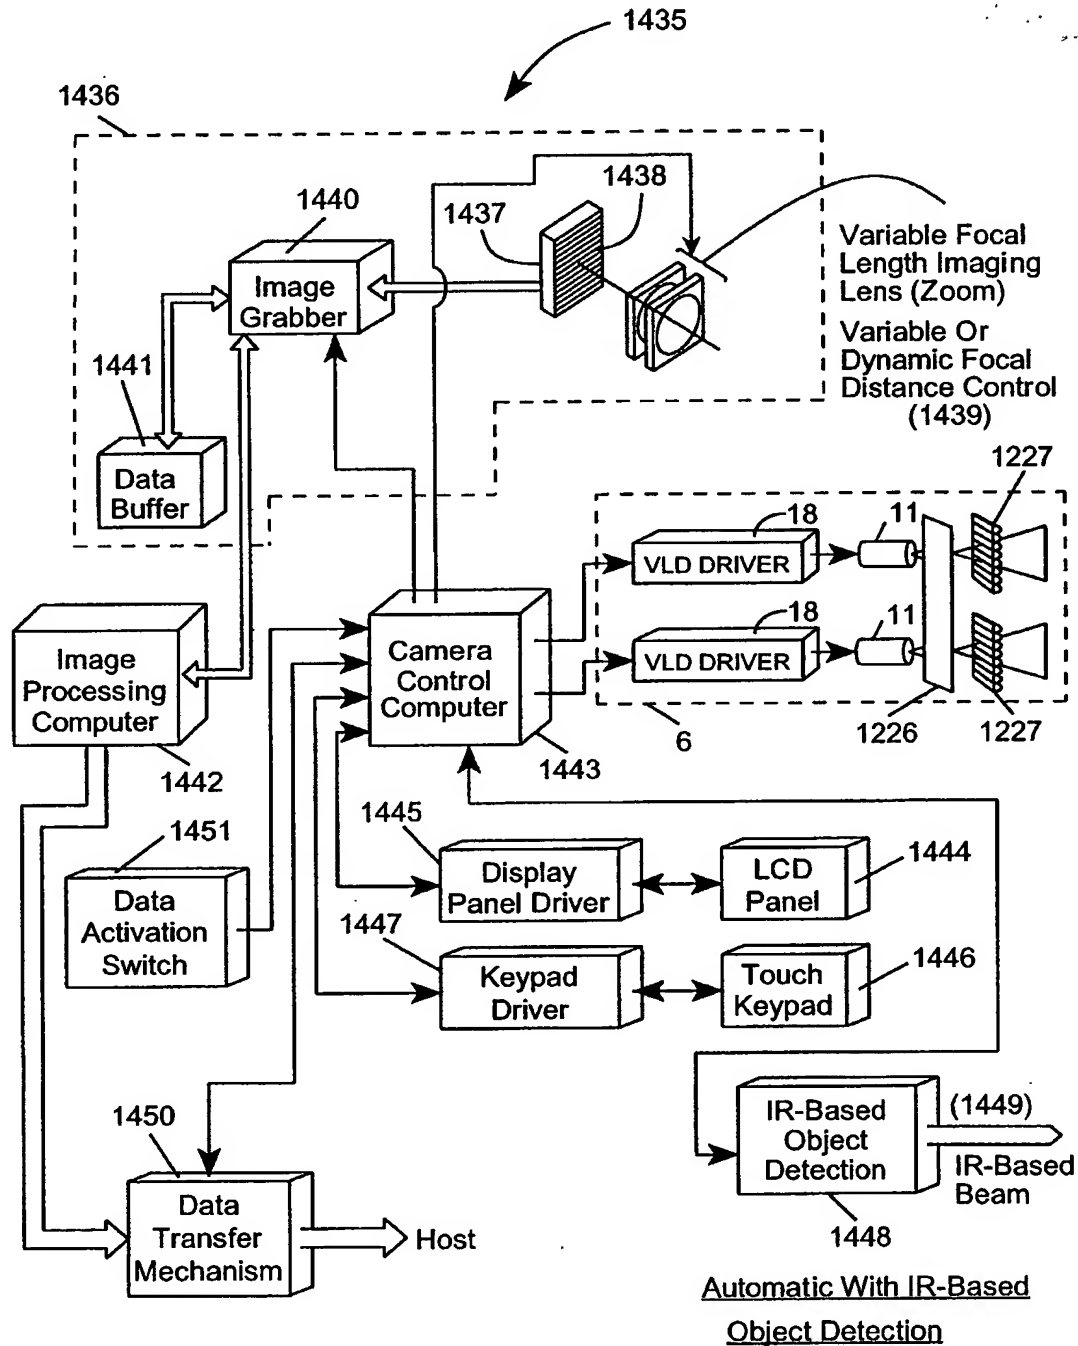 1435
1436
1438
1440
1437
Image
Grabber
Variable Focal
Length Imaging
Lens (Zoom)
Variable Or
Dynamic Focal
Distance Control
(1439)
1441
Data
Buffer
1227
18
11
VLD DRIVER
18
11
VLD DRIVER
6
1226
1227
Image
Processing
Computer
1442
Camera
Control
Computer
1443
1451
Data
Activation
Switch
1445
Display
Panel Driver
LCD
Panel
1444
1447
Keypad
Driver
Touch
Keypad
1446
IR-Based
Object
Detection
(1449)
IR-Based
Beam
1448
1450
Data
Transfer
Mechanism
Host
Automatic With IR-Based
Object Detection